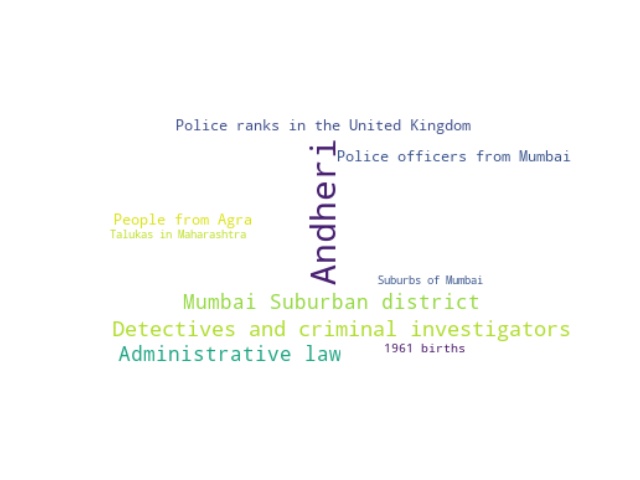 Police ranks in the United Kingdom
Police officers from Mumbai
Andheri
People from Agra
Talukas in Maharashtra
Suburbs of Mumbai
Mumbai Suburban district
Detectives and criminal investigators
Administrative law
1961 births